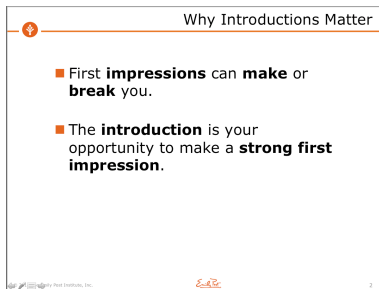 Why Introductions Matter
First impressions can make or
break you.
The introduction is your
opportunity to make a strong first
impression.
Post Institute, Inc.
2